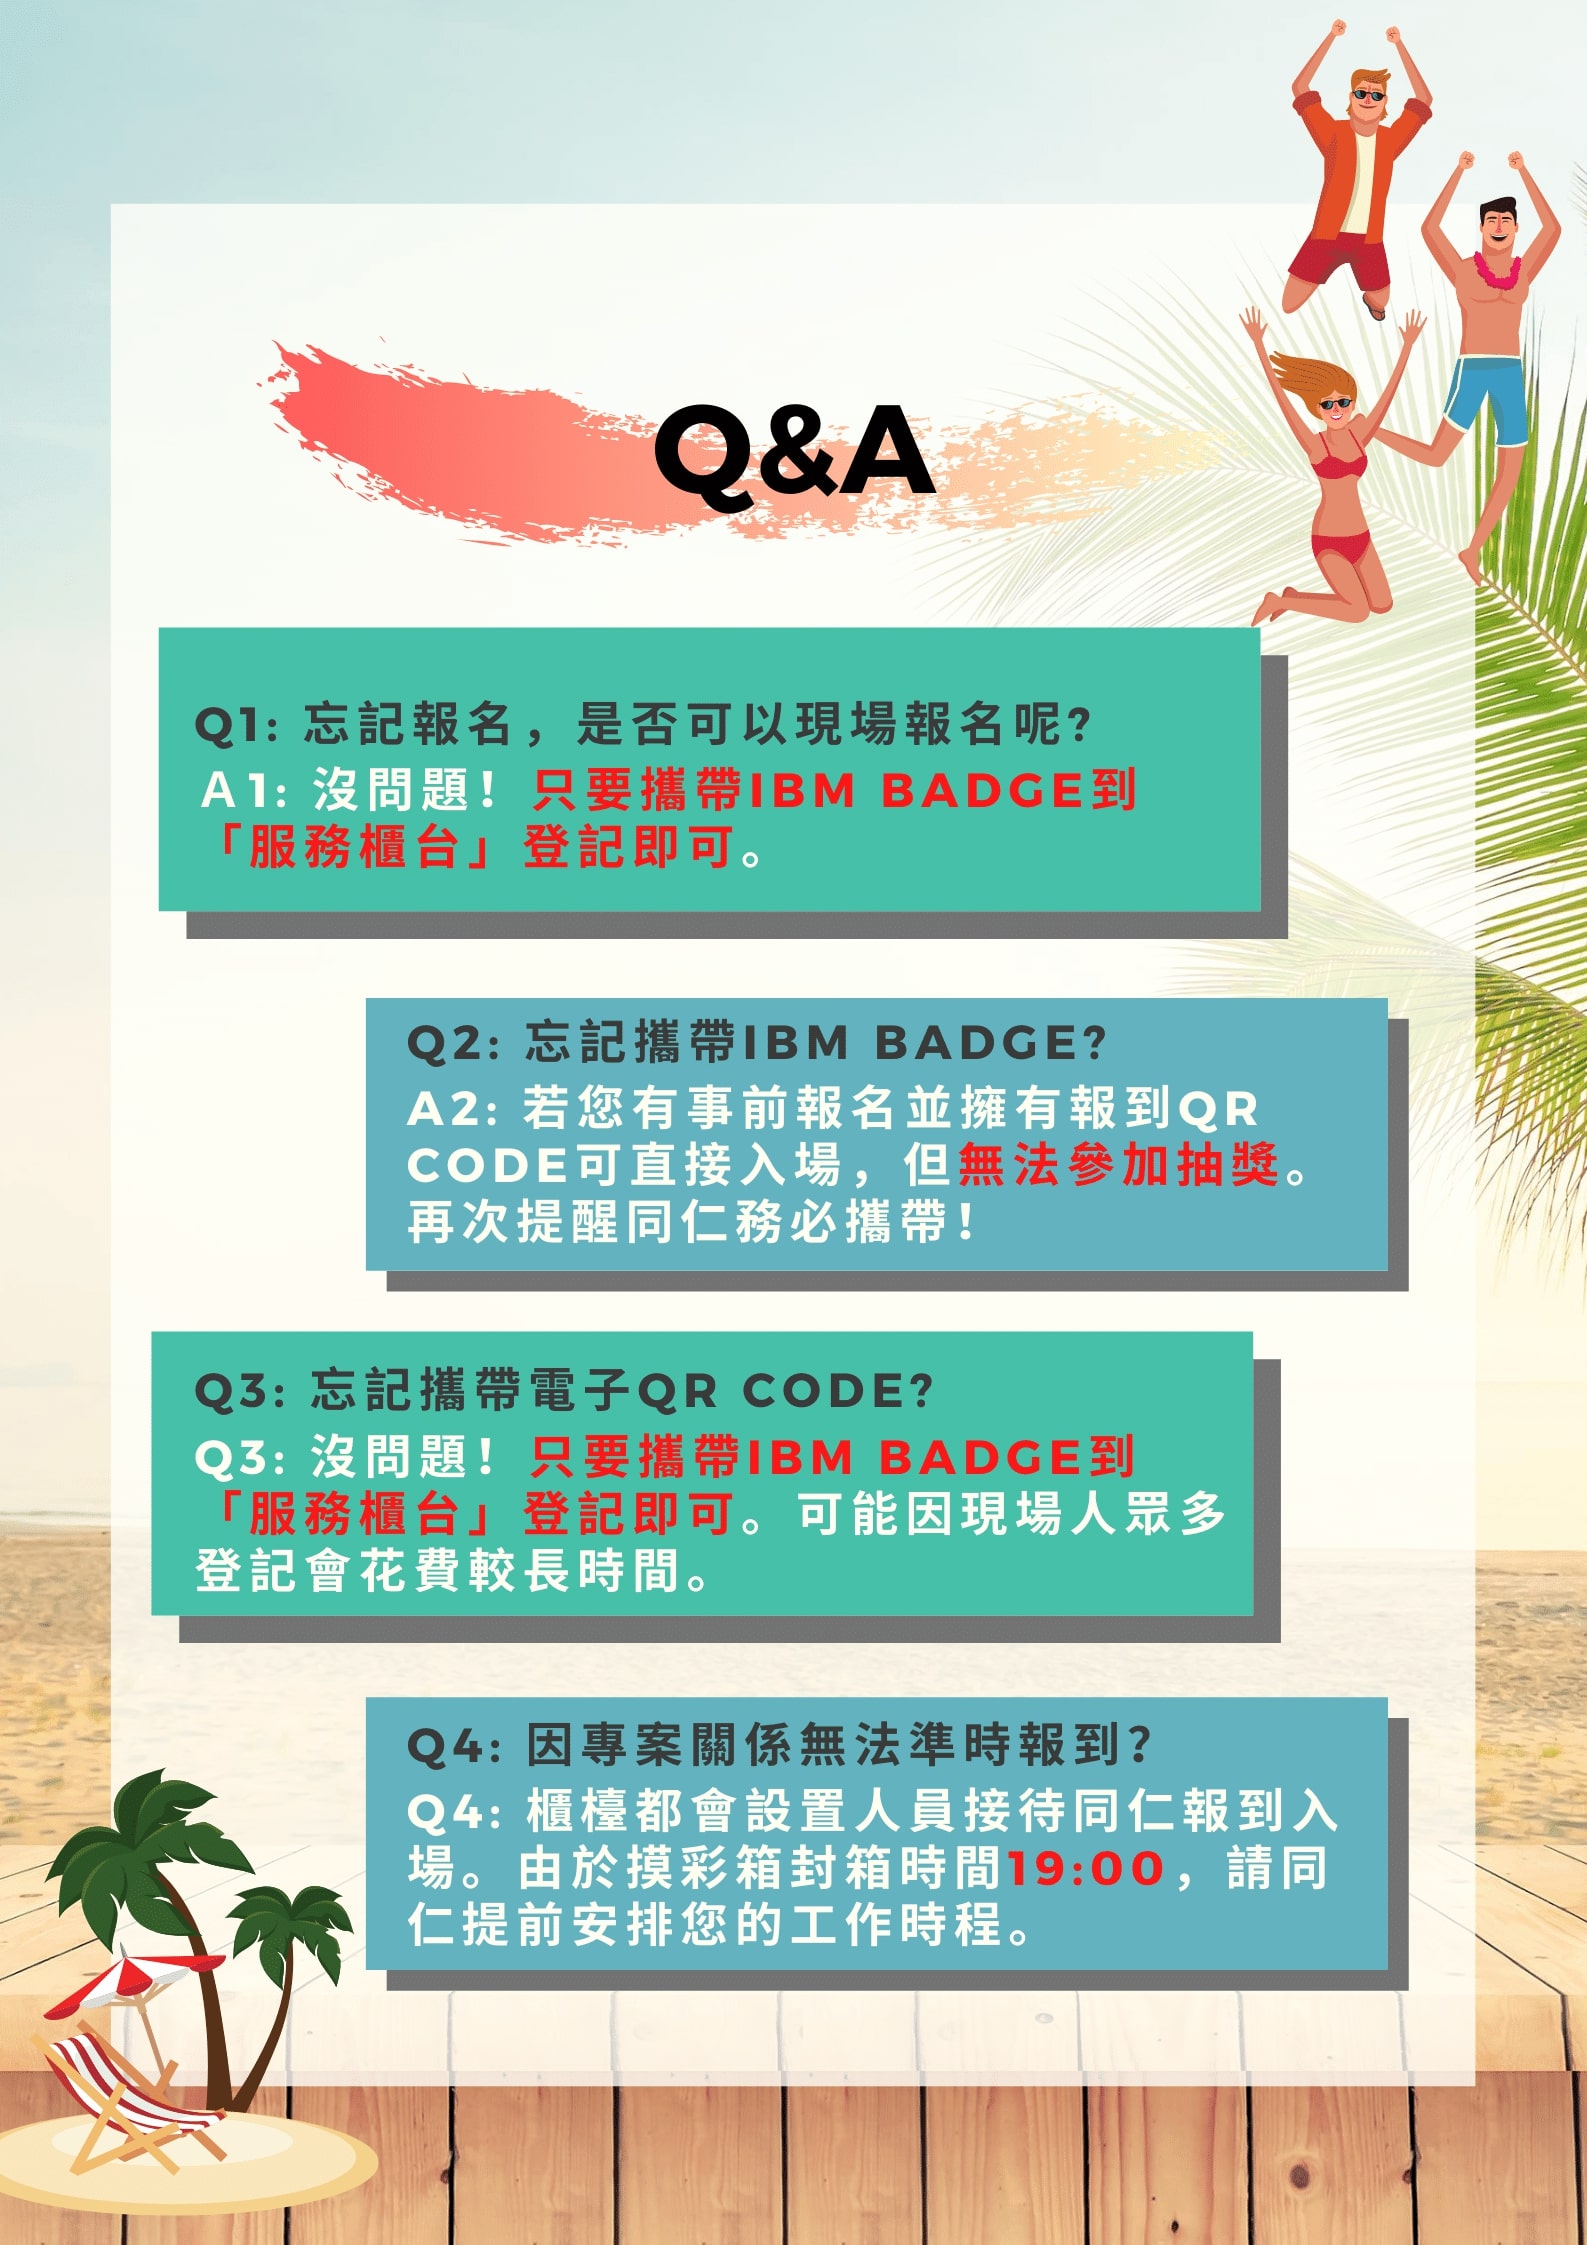 Q&A
Q1: 忘記報名，是否可以現場報名呢?
A1: 沒問題！只要攜帶IBM BADGE到
「服務櫃台」登記即可。
Q2: 忘記攜帶IBM BADGE?
A2: 若您有事前報名並擁有報到QR
CODE可直接入場，但無法參加抽獎。
再次提醒同仁務必攜帶！
Q3: 忘記攜帶電子QR CODE?
Q3: 沒問題！只要攜帶IBM BADGE到
「服務櫃台」登記即可。可能因現場人眾多
登記會花費較長時間。
Q4: 因專案關係無法準時報到？
Q4: 櫃檯都會設置人員接待同仁報到入
場。由於摸彩箱封箱時間19:00，請同
仁提前安排您的工作時程。